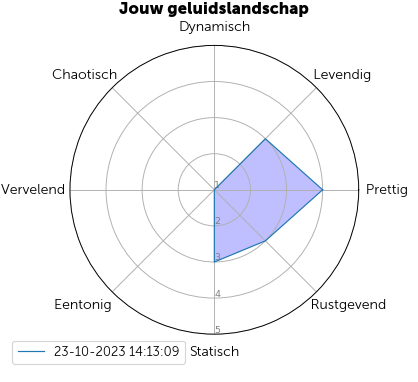 Jouw geluidslandschap
Dynamisch
Chaotisch
Levendig
Vervelend
1
Prettig
2
3
4
Eentonig
Rustgevend
5
23-10-2023 14:13:09
Statisch